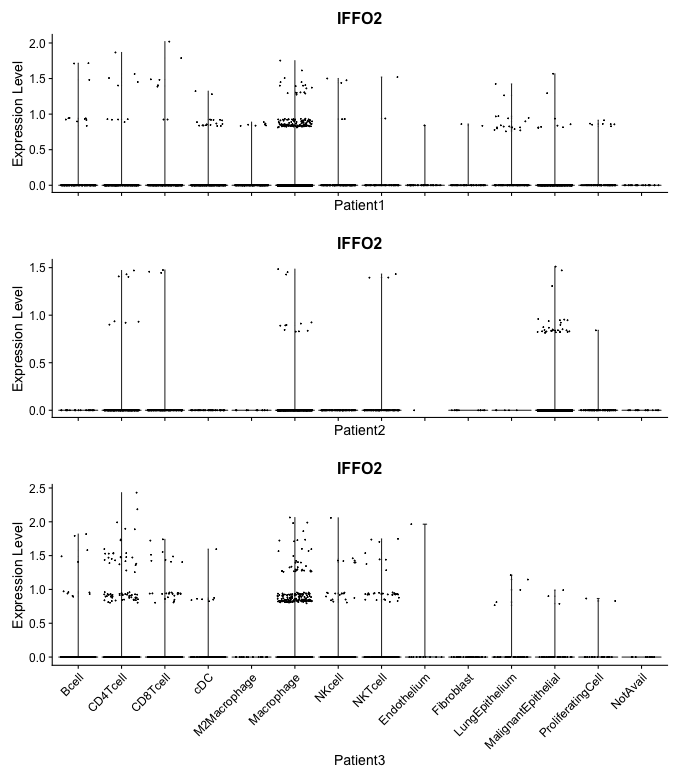 IFFO2
Expression Level
2.0
1.5
1.0
0.5
0.0
Patient1
IFFO2
Expression Level
1.5
1.0
0.5
0.0
Patient2
IFFO2
Expression Level
2.5
2.0
1.5
1.0
0.5
0.0
Bcell
CD4Tcell
CD8Tcell
cDC
M2Macrophage
Macrophage
NKcell
NKTcell
Endothelium
Fibroblast
LungEpithelium
MalignantEpithelial
ProliferatingCell
NotAvail
Patient3